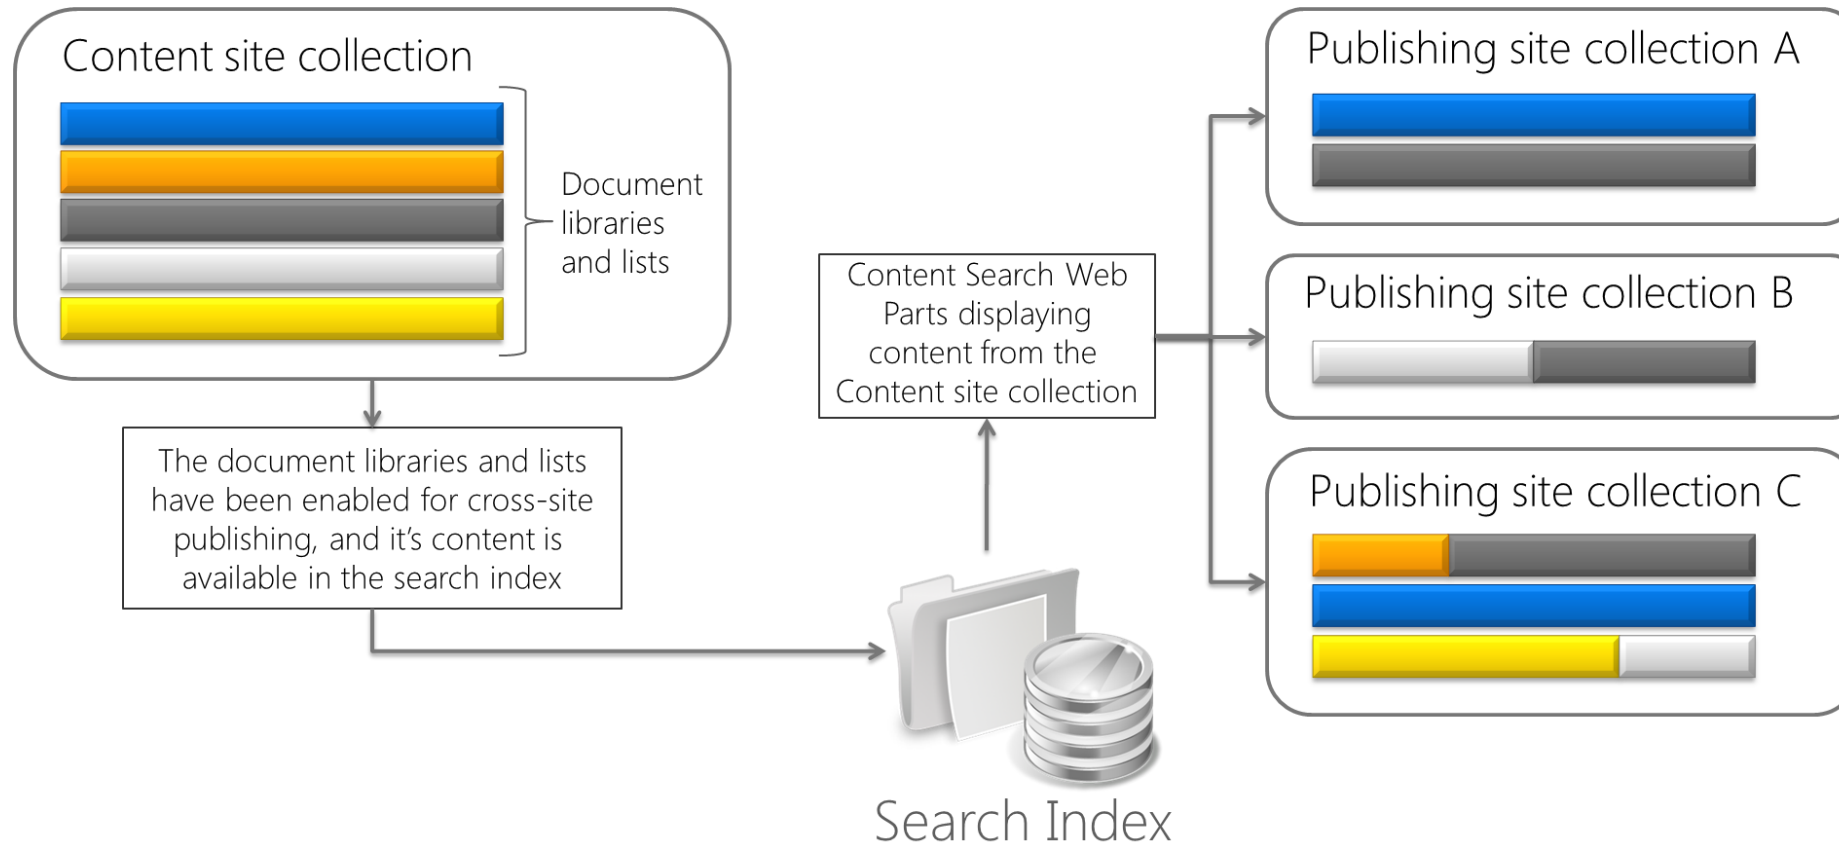 Content site collection
Document
libraries
and lists
The document libraries and lists
have been enabled for cross-site
publishing, and it's content is
available in the search index
Search Index
Content Search Web
Parts displaying
content from the
Content site collection
Publishing site collection A
Publishing site collection B
Publishing site collection C